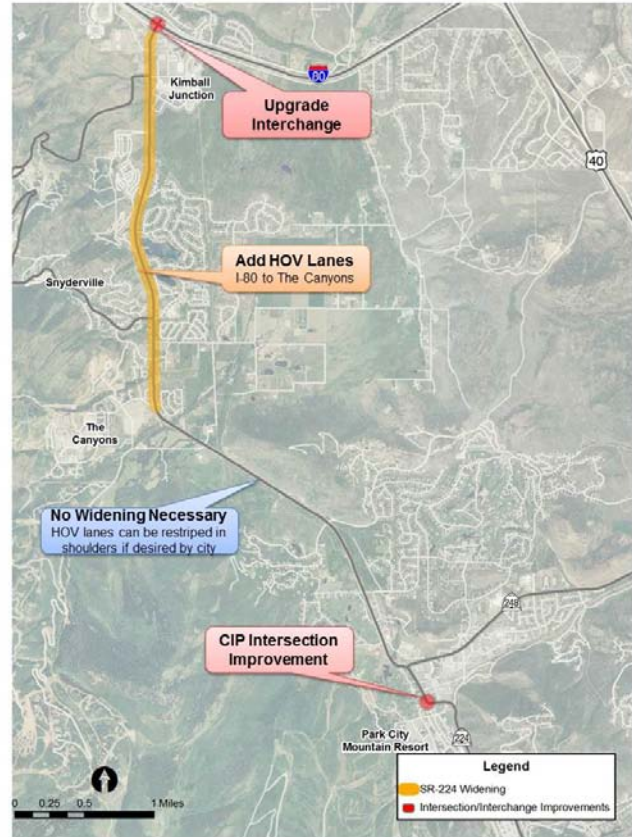 Kimball
Junction
80
Upgrade
Interchange
40
Add HOV Lanes
I-80 to The Canyons
Snyderville
The
Canyons
No Widening Necessary
HOV lanes can be restriped in
shoulders if desired by city
248
CIP Intersection
Improvement
Park City
Mountain Resort
224
Legend
SR-224 Widening
Intersection/Interchange Improvements
0 0.25 0.5 1 Miles